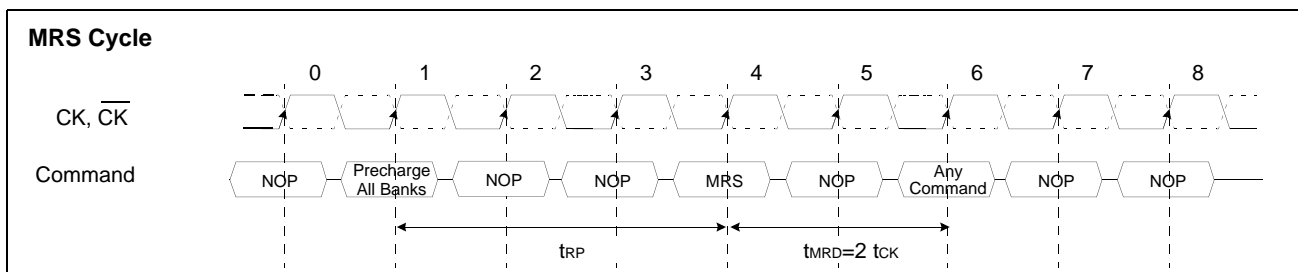 MRS Cycle
0 1 2 3 4 5 6 7 8
CK, C̅K̅
Command
NOP Precharge All Banks NOP NOP MRS NOP Any Command NOP NOP
tRP tMRD=2 tCK